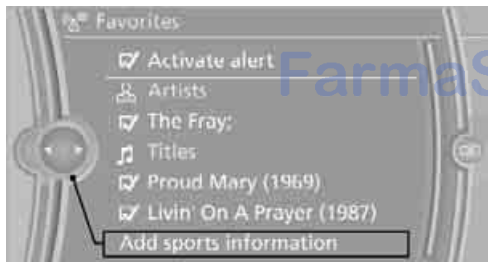 Favorites
Activate alert
FarmaS
Artists
The Fray;
Titles
Proud Mary (1969)
Livin' On A Prayer (1987)
Add sports information